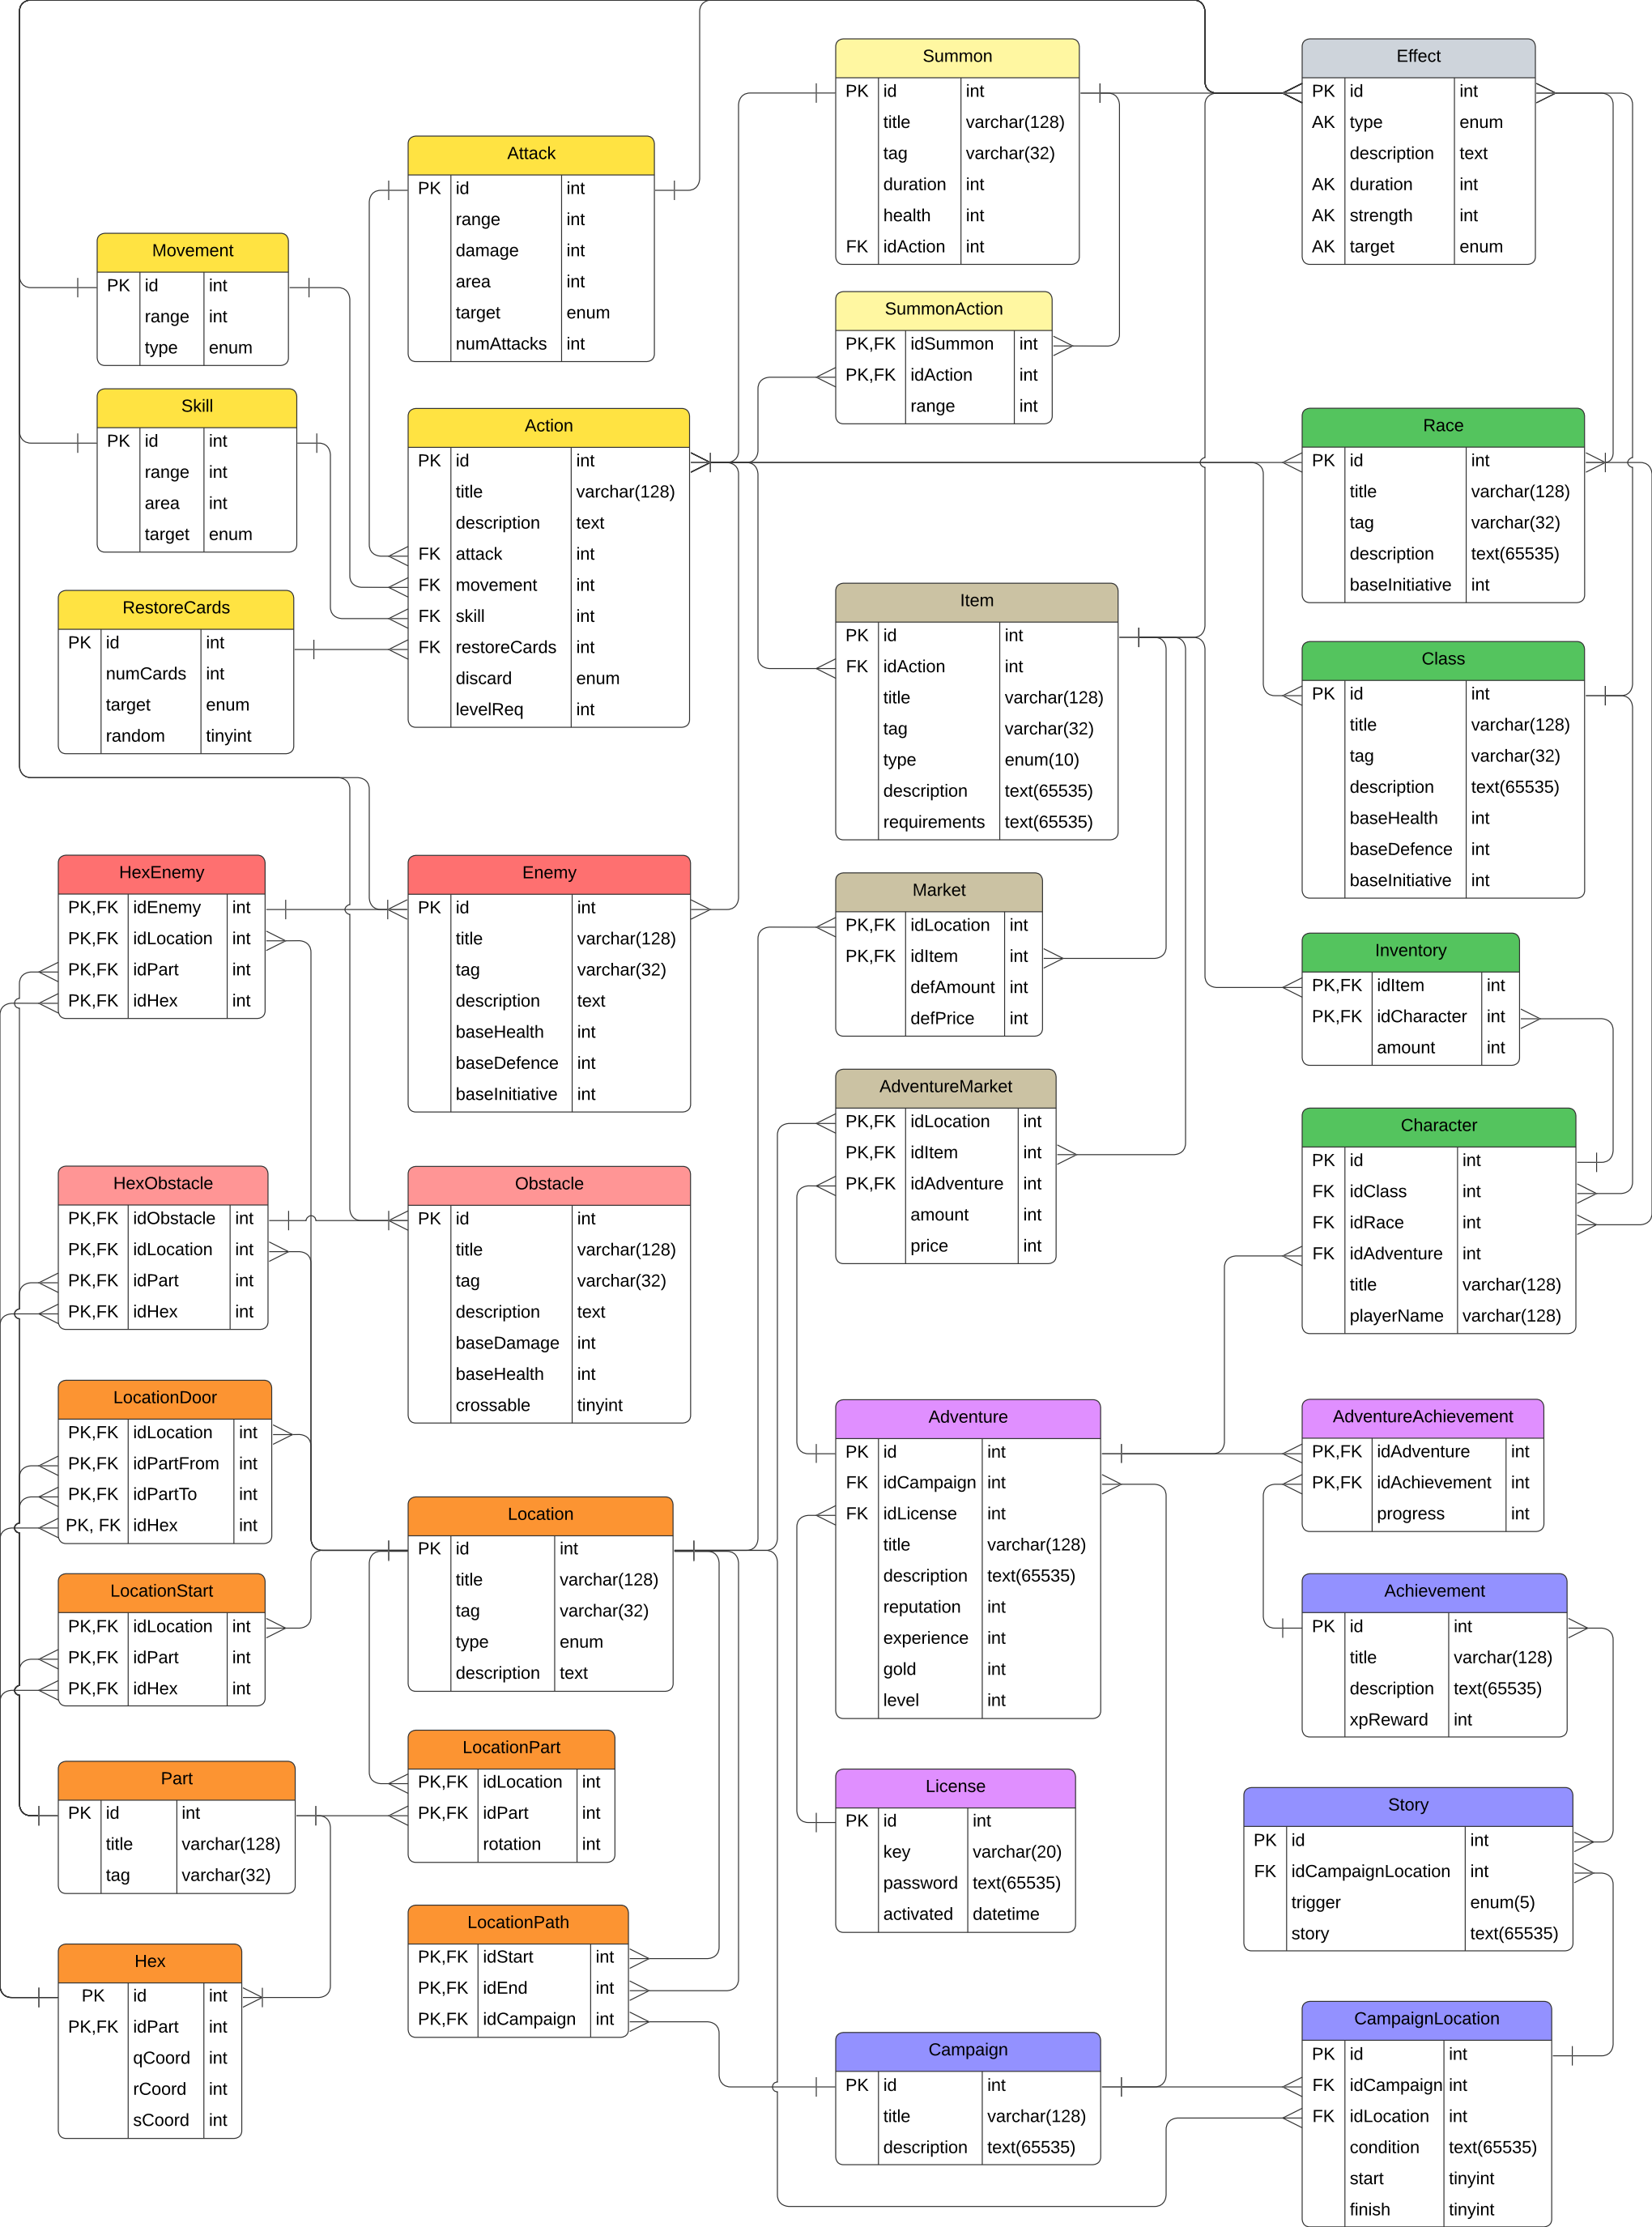 Summon
PK id int
title varchar(128)
tag varchar(32)
duration int
health int
FK idAction int
Effect
PK id int
AK type enum
description text
AK duration int
AK strength int
AK target enum
Attack
PK id int
range int
damage int
area int
target enum
numAttacks int
Movement
PK id int
range int
type enum
SummonAction
PK,FK idSummon int
PK,FK idAction int
range int
Skill
PK id int
range int
area int
target enum
Action
PK id int
title varchar(128)
description text
FK attack int
FK movement int
FK skill int
FK restoreCards int
discard enum
levelReq int
Race
PK id int
title varchar(128)
tag varchar(32)
description text(65535)
baseInitiative int
RestoreCards
PK id int
numCards int
target enum
random tinyint
Item
PK id int
FK idAction int
title varchar(128)
tag varchar(32)
type enum(10)
description text(65535)
requirements text(65535)
Class
PK id int
title varchar(128)
tag varchar(32)
description text(65535)
baseHealth int
baseDefence int
baseInitiative int
HexEnemy
PK,FK idEnemy int
PK,FK idLocation int
PK,FK idPart int
PK,FK idHex int
Enemy
PK id int
title varchar(128)
tag varchar(32)
description text
baseHealth int
baseDefence int
baseInitiative int
Market
PK,FK idLocation int
PK,FK idItem int
defAmount int
defPrice int
Inventory
PK,FK idItem int
PK,FK idCharacter int
amount int
AdventureMarket
PK,FK idLocation int
PK,FK idItem int
PK,FK idAdventure int
amount int
price int
Character
PK id int
FK idClass int
FK idRace int
FK idAdventure int
title varchar(128)
playerName varchar(128)
HexObstacle
PK,FK idObstacle int
PK,FK idLocation int
PK,FK idPart int
PK,FK idHex int
Obstacle
PK id int
title varchar(128)
tag varchar(32)
description text
baseDamage int
baseHealth int
crossable tinyint
LocationDoor
PK,FK idLocation int
PK,FK idPartFrom int
PK,FK idPartTo int
PK, FK idHex int
Adventure
PK id int
FK idCampaign int
FK idLicense int
title varchar(128)
description text(65535)
reputation int
experience int
gold int
level int
AdventureAchievement
PK,FK idAdventure int
PK,FK idAchievement int
progress int
Location
PK id int
title varchar(128)
tag varchar(32)
type enum
description text
LocationStart
PK,FK idLocation int
PK,FK idPart int
PK,FK idHex int
Achievement
PK id int
title varchar(128)
description text(65535)
xpReward int
LocationPart
PK,FK idLocation int
PK,FK idPart int
rotation int
Part
PK id int
title varchar(128)
tag varchar(32)
License
PK id int
key varchar(20)
password text(65535)
activated datetime
Story
PK id int
FK idCampaignLocation int
trigger enum(5)
story text(65535)
LocationPath
PK,FK idStart int
PK,FK idEnd int
PK,FK idCampaign int
Hex
PK id int
PK,FK idPart int
qCoord int
rCoord int
sCoord int
Campaign
PK id int
title varchar(128)
description text(65535)
CampaignLocation
PK id int
FK idCampaign int
FK idLocation int
condition text(65535)
start tinyint
finish tinyint